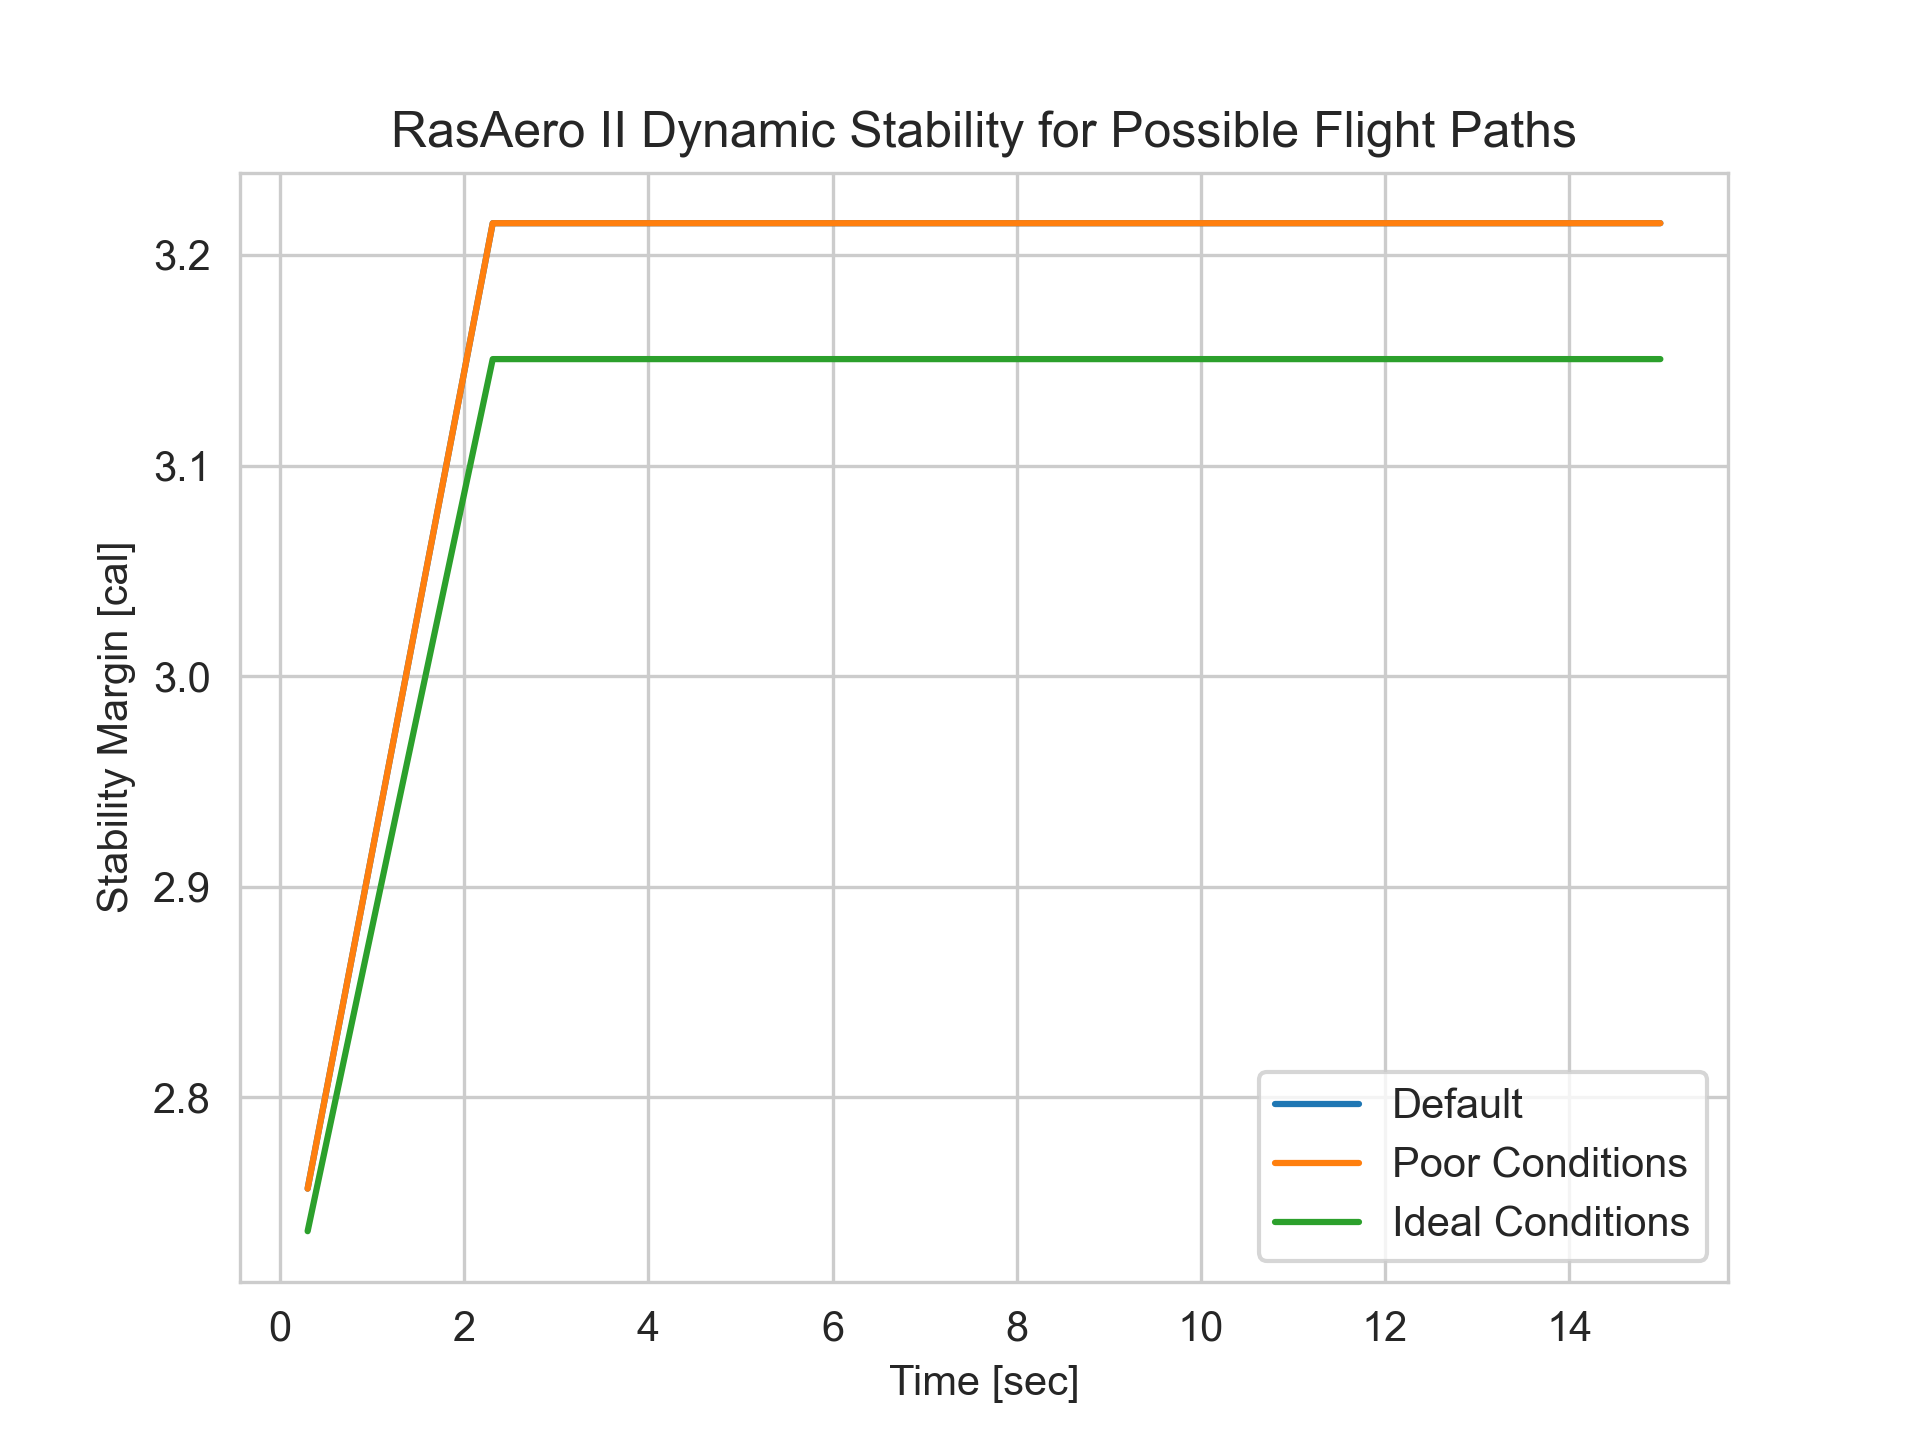 RasAero II Dynamic Stability for Possible Flight Paths
Stability Margin [cal]
3.2
3.1
3.0
2.9
2.8
Default
Poor Conditions
Ideal Conditions
0 2 4 6 8 10 12 14
Time [sec]